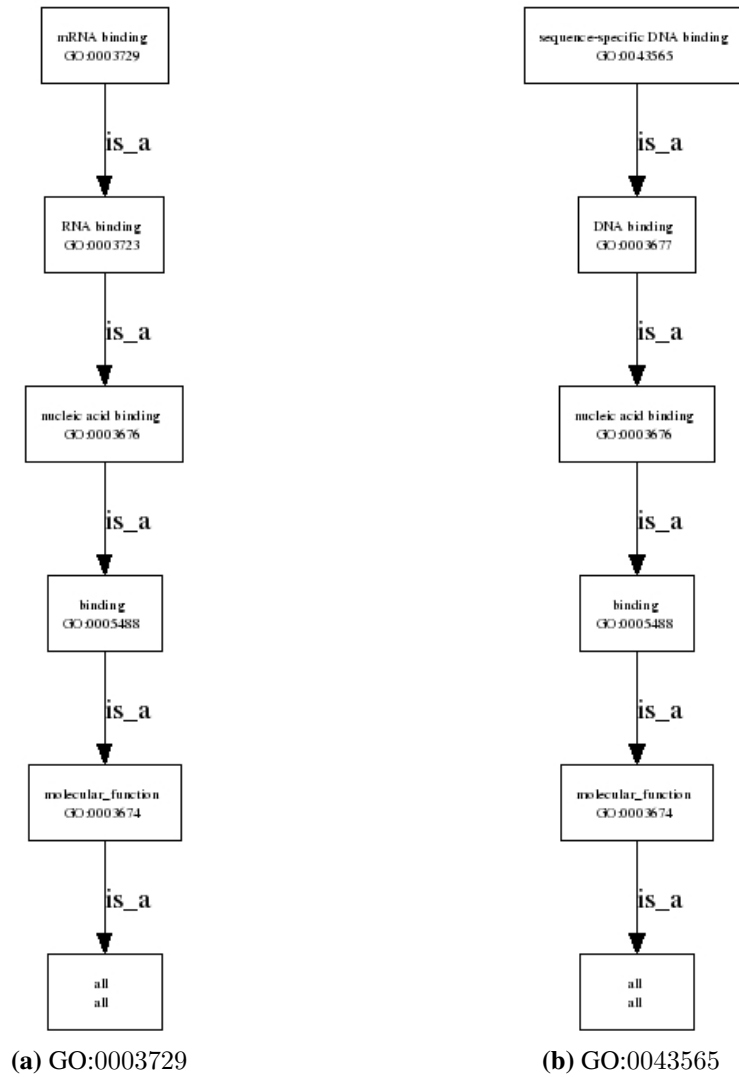 mRNA binding
GO:0003729
is_a
RNA binding
GO:0003723
is_a
nucleic acid binding
GO:0003676
is_a
binding
GO:0005488
is_a
molecular_function
GO:0003674
is_a
all
all
(a) GO:0003729
sequence-specific DNA binding
GO:0043565
is_a
DNA binding
GO:0003677
is_a
nucleic acid binding
GO:0003676
is_a
binding
GO:0005488
is_a
molecular_function
GO:0003674
is_a
all
all
(b) GO:0043565